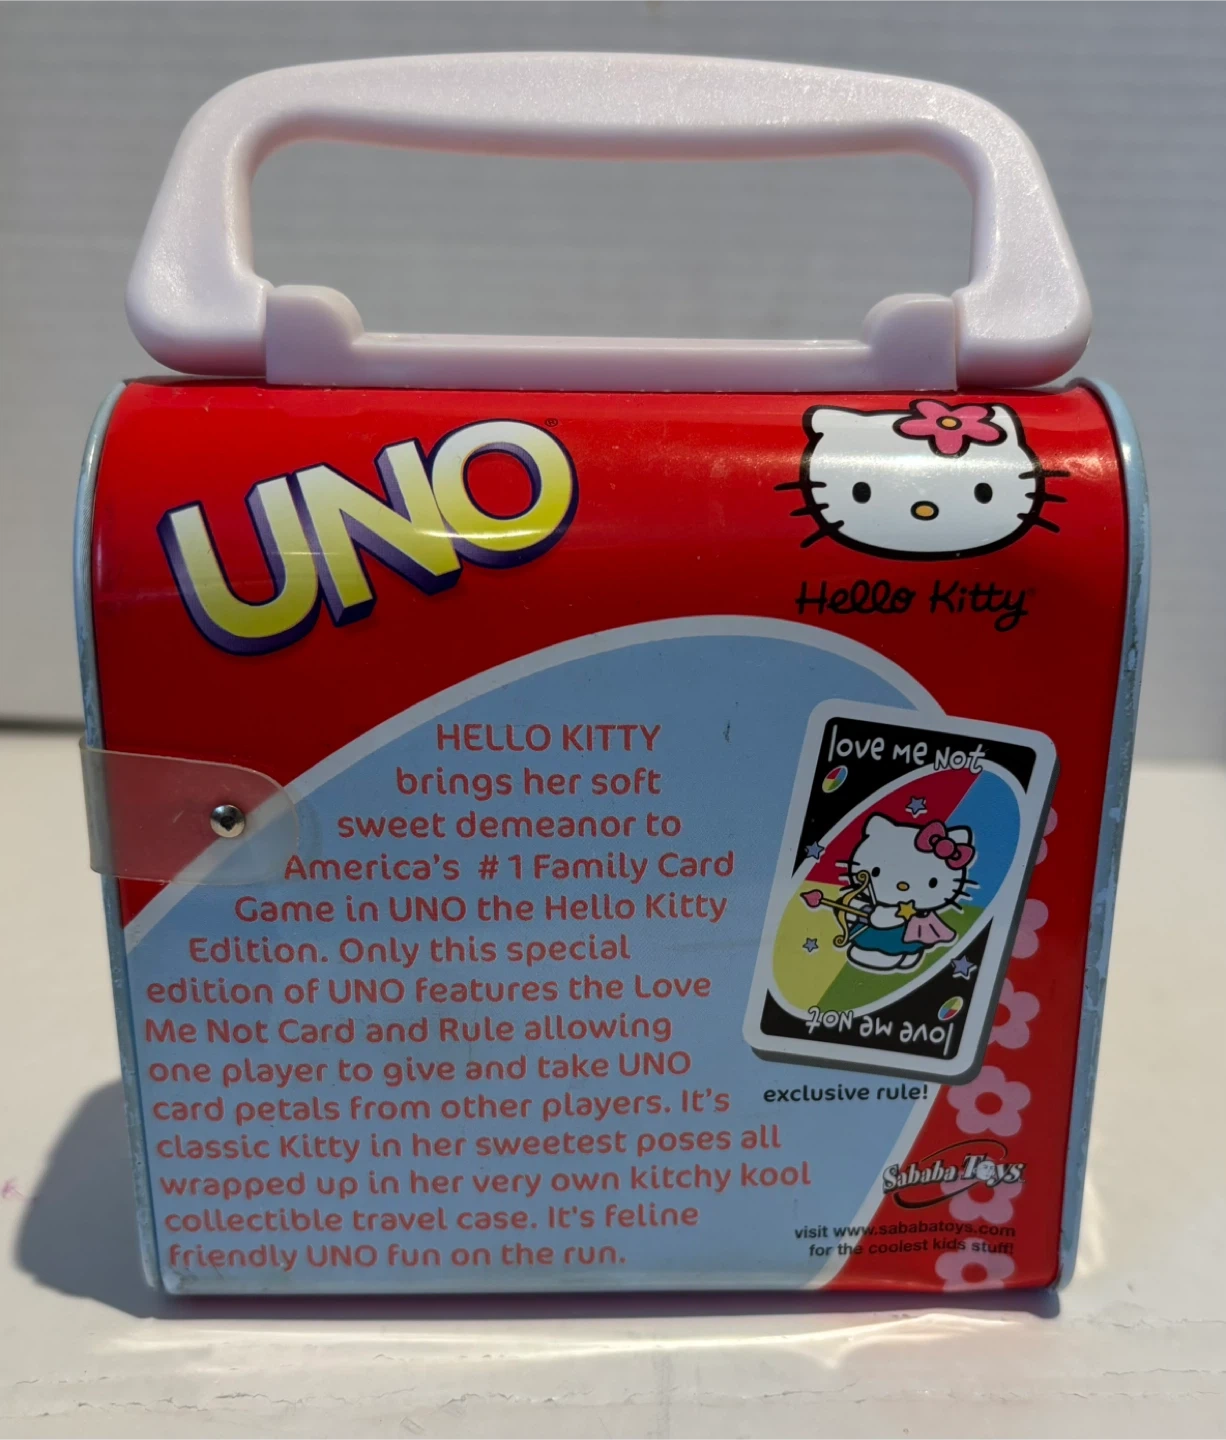 UNO®
Hello Kitty
HELLO KITTY
brings her soft
sweet demeanor to
America's # 1 Family Card
Game in UNO the Hello Kitty
Edition. Only this special
edition of UNO features the Love
Me Not Card and Rule allowing
one player to give and take UNO
card petals from other players. It's
classic Kitty in her sweetest poses all
wrapped up in her very own kitchy kool
collectible travel case. It's feline
friendly UNO fun on the run.
love me Not
love me Not
exclusive rule!
Sababa Toys
visit www.sababatoys.com
for the coolest kids stuff!